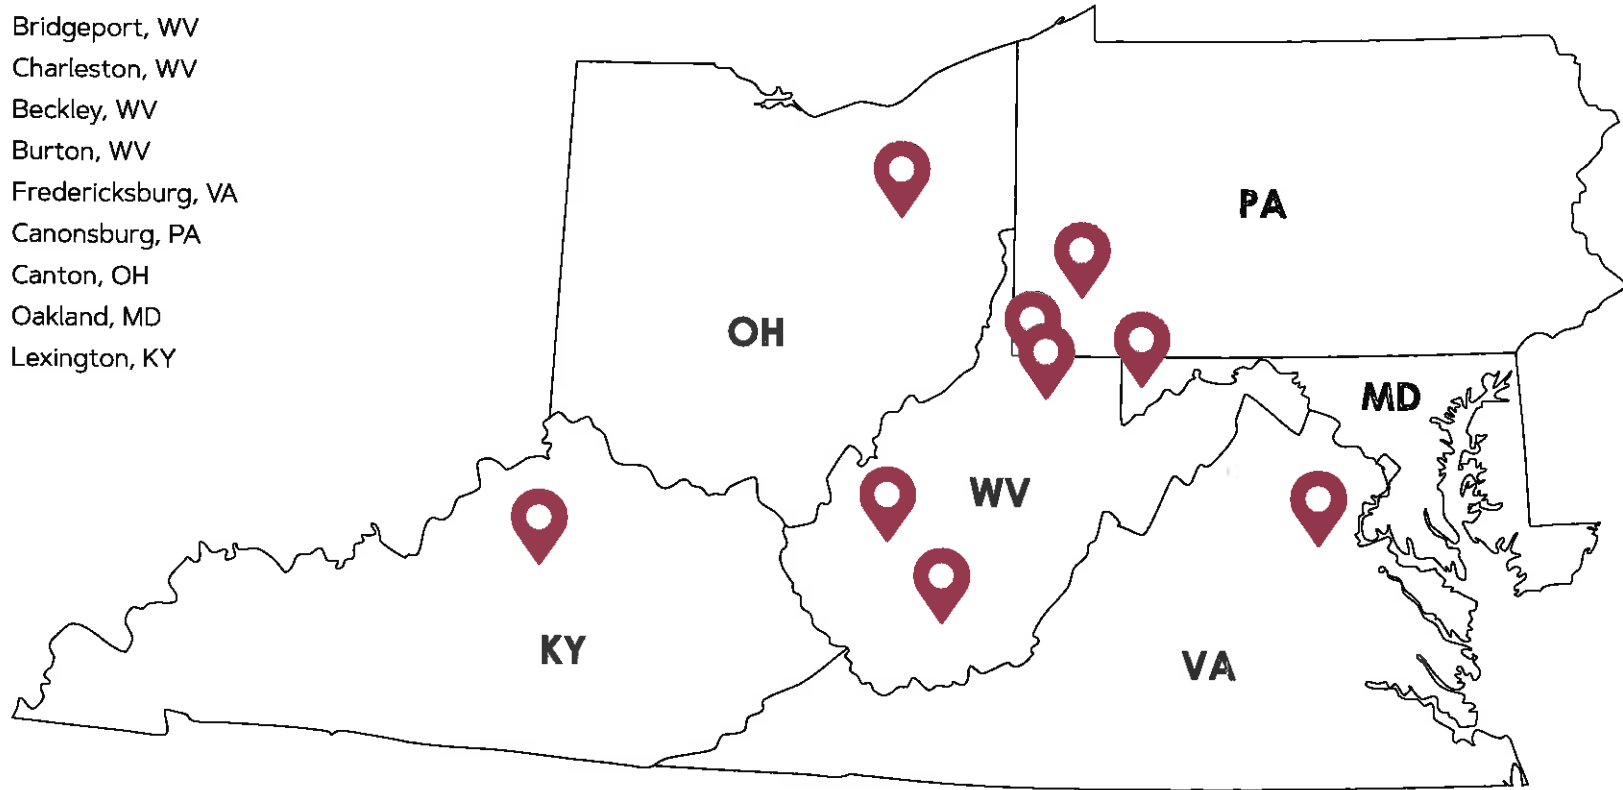 Bridgeport, WV
Charleston, WV
Beckley, WV
Burton, WV
Fredericksburg, VA
Canonsburg, PA
Canton, OH
Oakland, MD
Lexington, KY
PA
OH
MD
WV
KY
VA